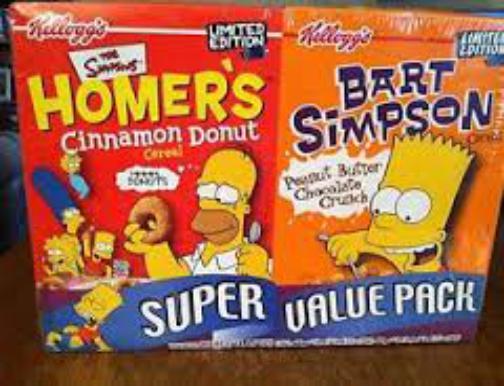 Kellogg's
LIMITED
EDITION
THE
SIMPSONS
HOMER'S
Cinnamon Donut
Cereal
DONUTS
Kellogg's
LIMITED
EDITION
BART
SIMPSON
Peanut Butter
Chocolate
Crunch
SUPER VALUE PACK